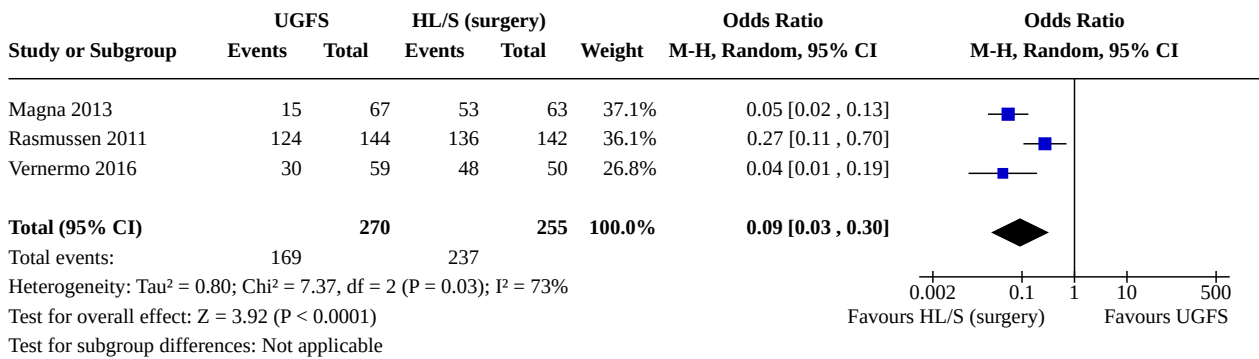 UGFS HL/S (surgery) Odds Ratio Odds Ratio
Study or Subgroup Events Total Events Total Weight M-H, Random, 95% CI M-H, Random, 95% CI
Magna 2013 15 67 53 63 37.1% 0.05 [0.02 , 0.13]
Rasmussen 2011 124 144 136 142 36.1% 0.27 [0.11 , 0.70]
Vernermo 2016 30 59 48 50 26.8% 0.04 [0.01 , 0.19]
Total (95% CI) 270 255 100.0% 0.09 [0.03 , 0.30]
Total events: 169 237
Heterogeneity: Tau² = 0.80; Chi² = 7.37, df = 2 (P = 0.03); I² = 73%
0.002 0.1 1 10 500
Test for overall effect: Z = 3.92 (P < 0.0001) Favours HL/S (surgery) Favours UGFS
Test for subgroup differences: Not applicable